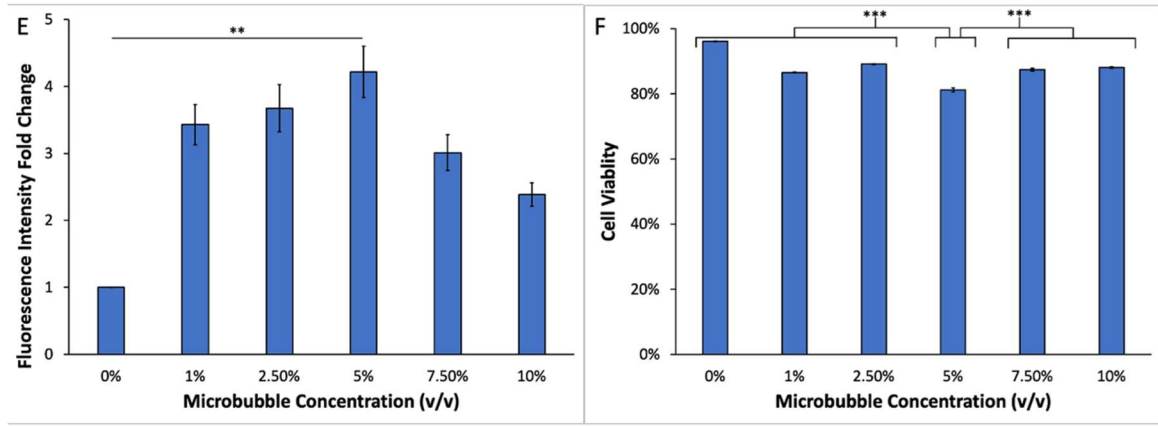 E
Fluorescence Intensity Fold Change
5
4
3
2
1
0
**
0% 1% 2.50% 5% 7.50% 10%
Microbubble Concentration (v/v)
F
Cell Viablity
100%
80%
60%
40%
20%
0%
*** ***
0% 1% 2.50% 5% 7.50% 10%
Microbubble Concentration (v/v)